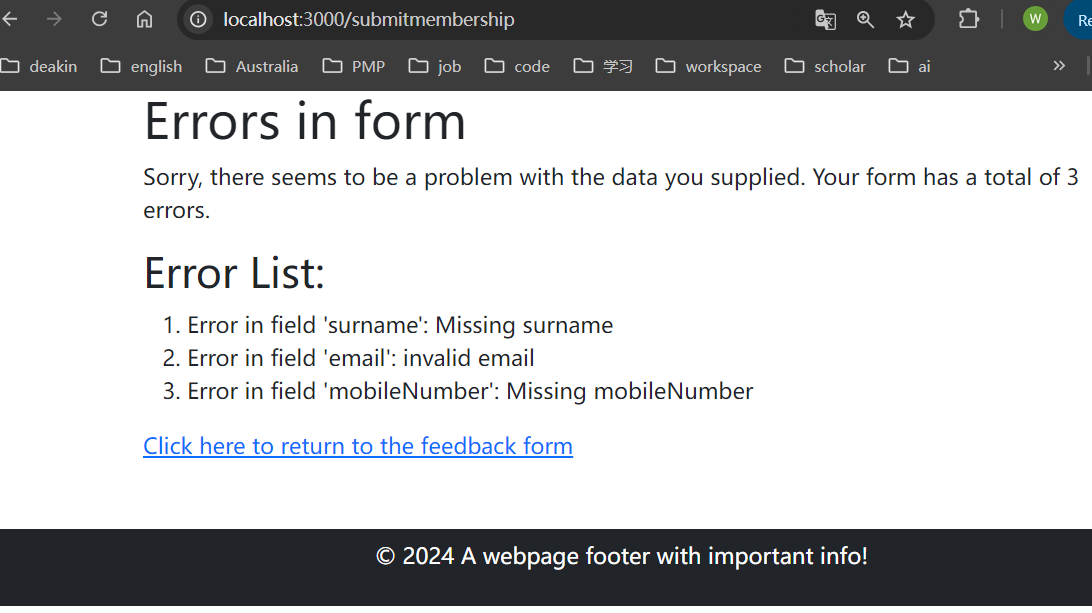 localhost:3000/submitmembership
W
Re
deakin english Australia PMP job code 学习 workspace scholar ai »
Errors in form
Sorry, there seems to be a problem with the data you supplied. Your form has a total of 3
errors.
Error List:
1. Error in field 'surname': Missing surname
2. Error in field 'email': invalid email
3. Error in field 'mobileNumber': Missing mobileNumber
Click here to return to the feedback form
© 2024 A webpage footer with important info!